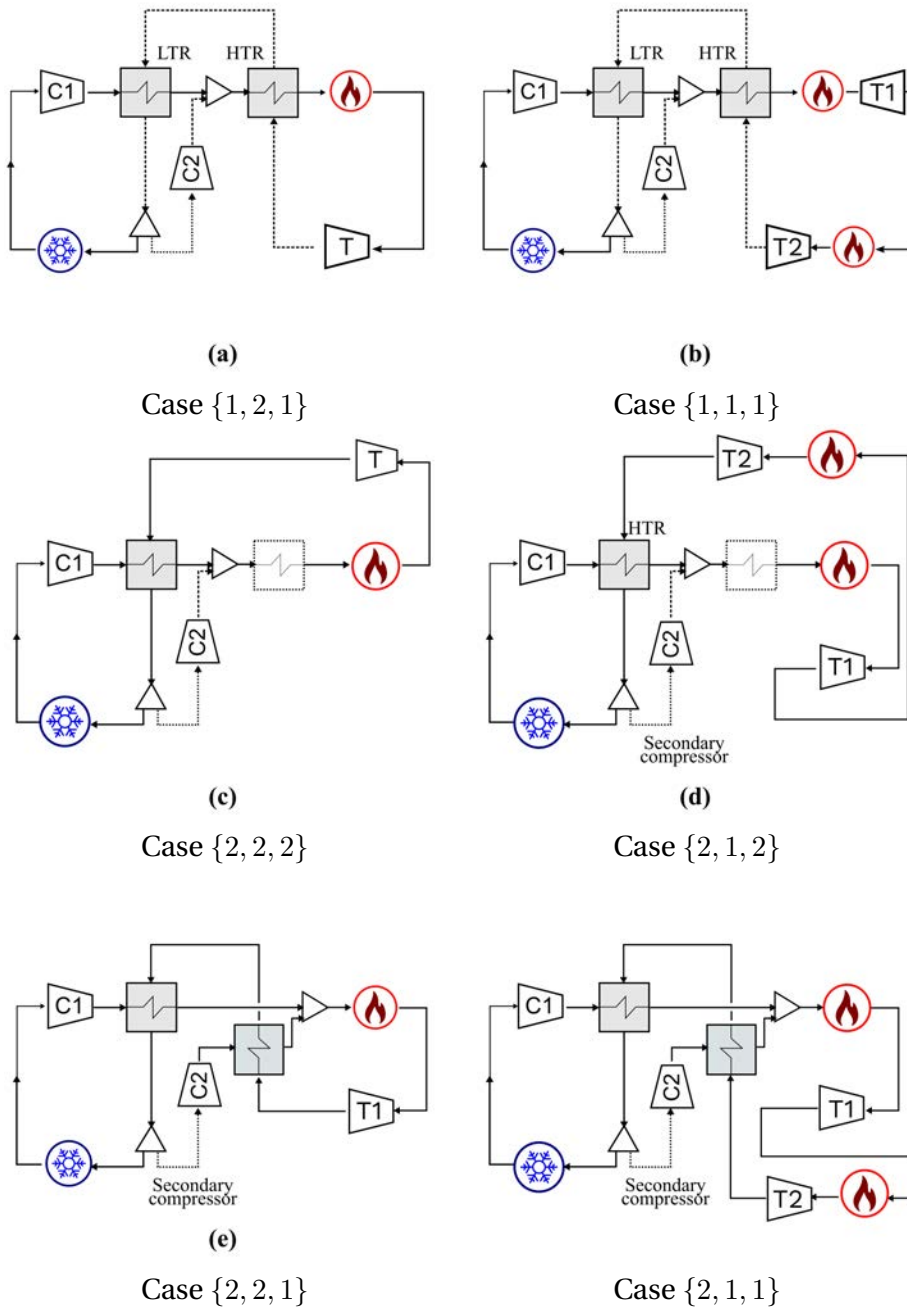 LTR HTR LTR HTR
C1 C1 T1
C2 C2
T T2
(a) (b)
Case {1, 2, 1} Case {1, 1, 1}
T T2
HTR
C1 C1
C2 C2
T1
Secondary
compressor
(c) (d)
Case {2, 2, 2} Case {2, 1, 2}
C1 C1
C2 T1 C2 T1
Secondary Secondary
compressor compressor
T2
(e)
Case {2, 2, 1} Case {2, 1, 1}